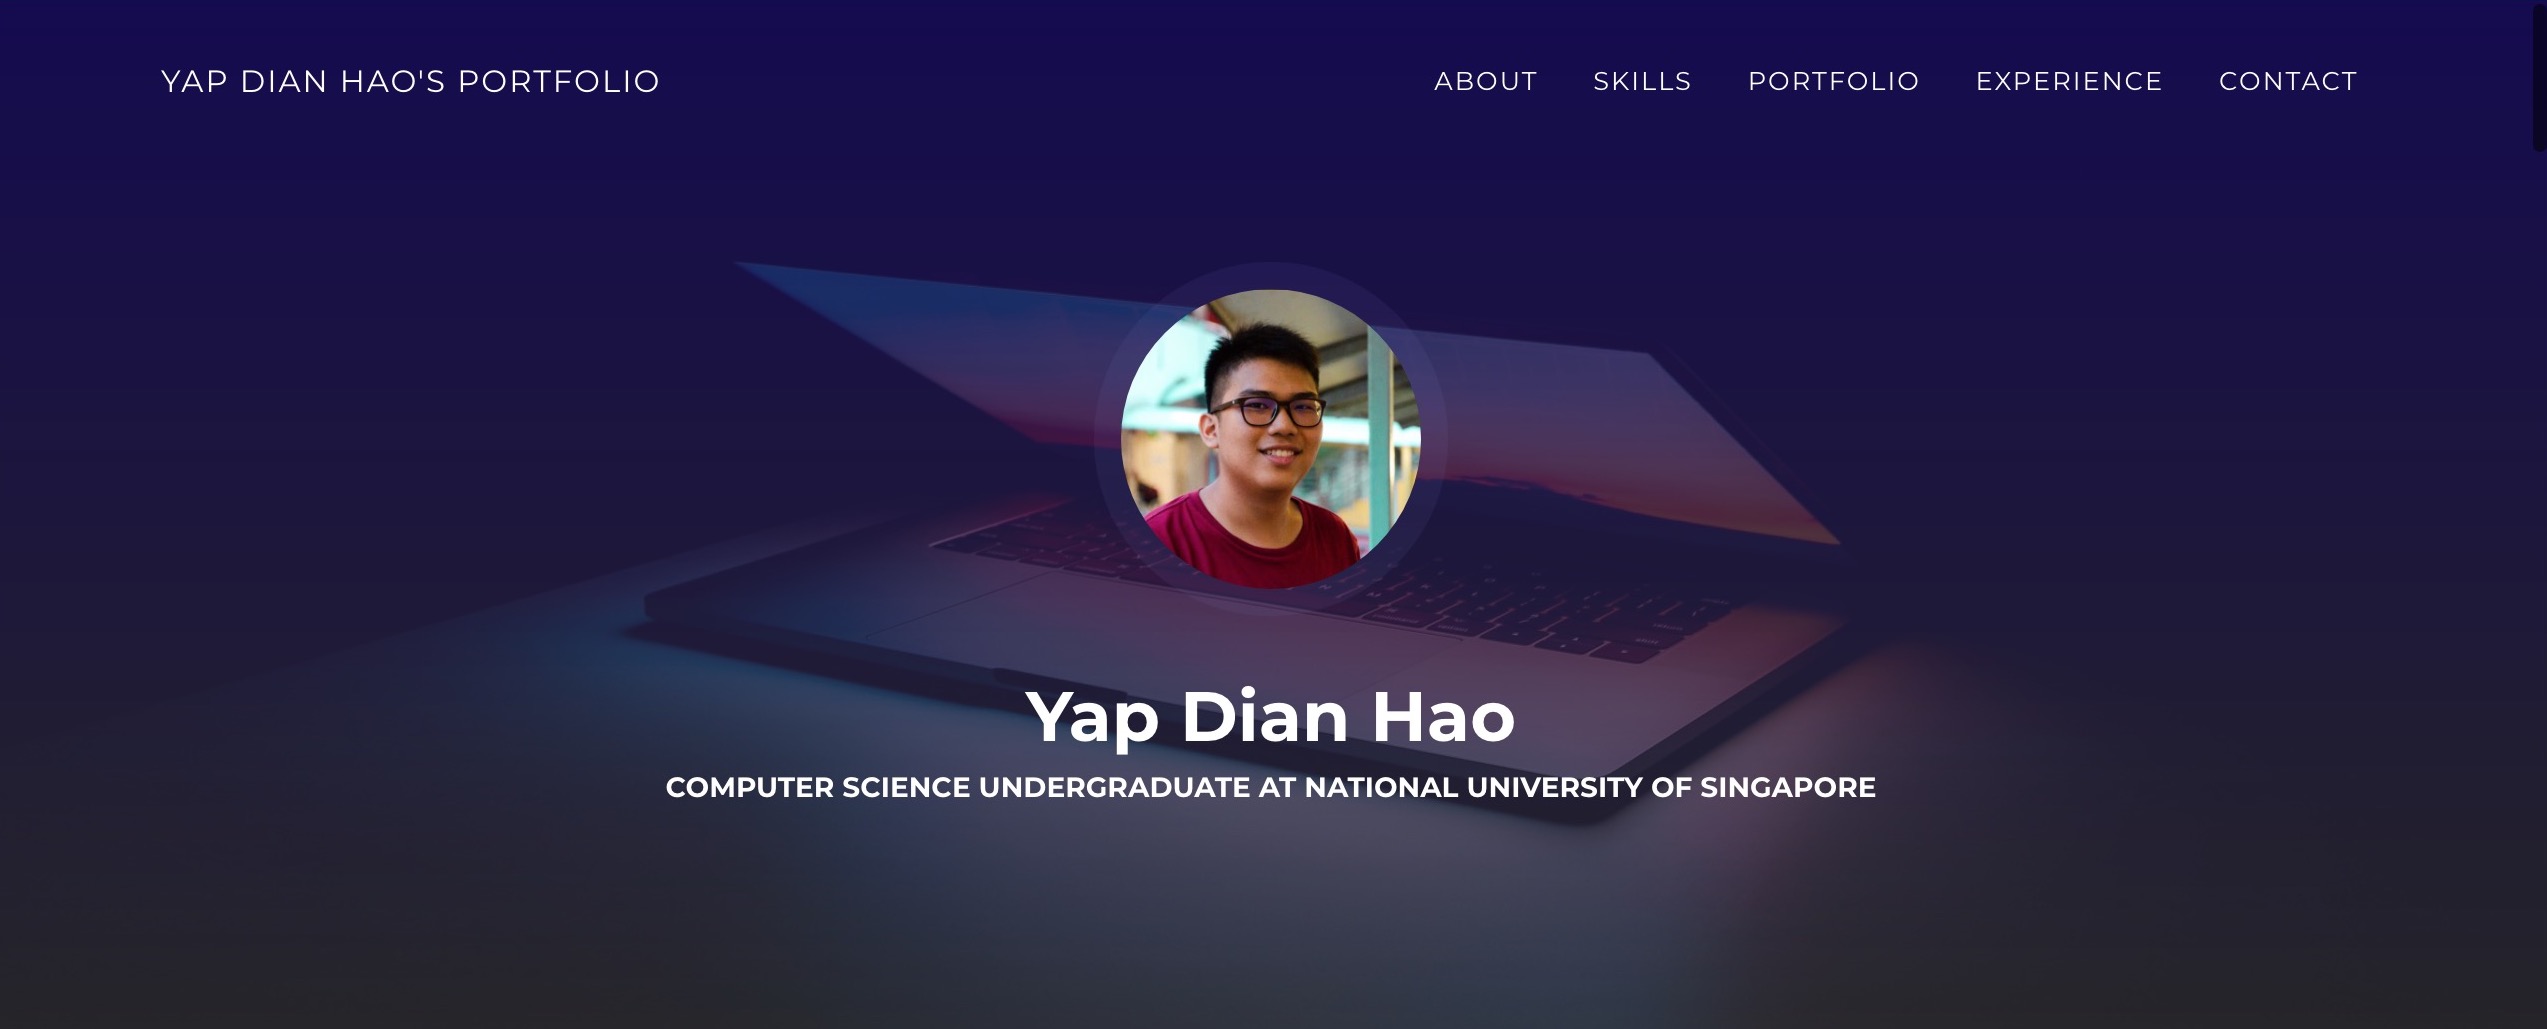 YAP DIAN HAO'S PORTFOLIO
ABOUT SKILLS PORTFOLIO EXPERIENCE CONTACT
Yap Dian Hao
COMPUTER SCIENCE UNDERGRADUATE AT NATIONAL UNIVERSITY OF SINGAPORE